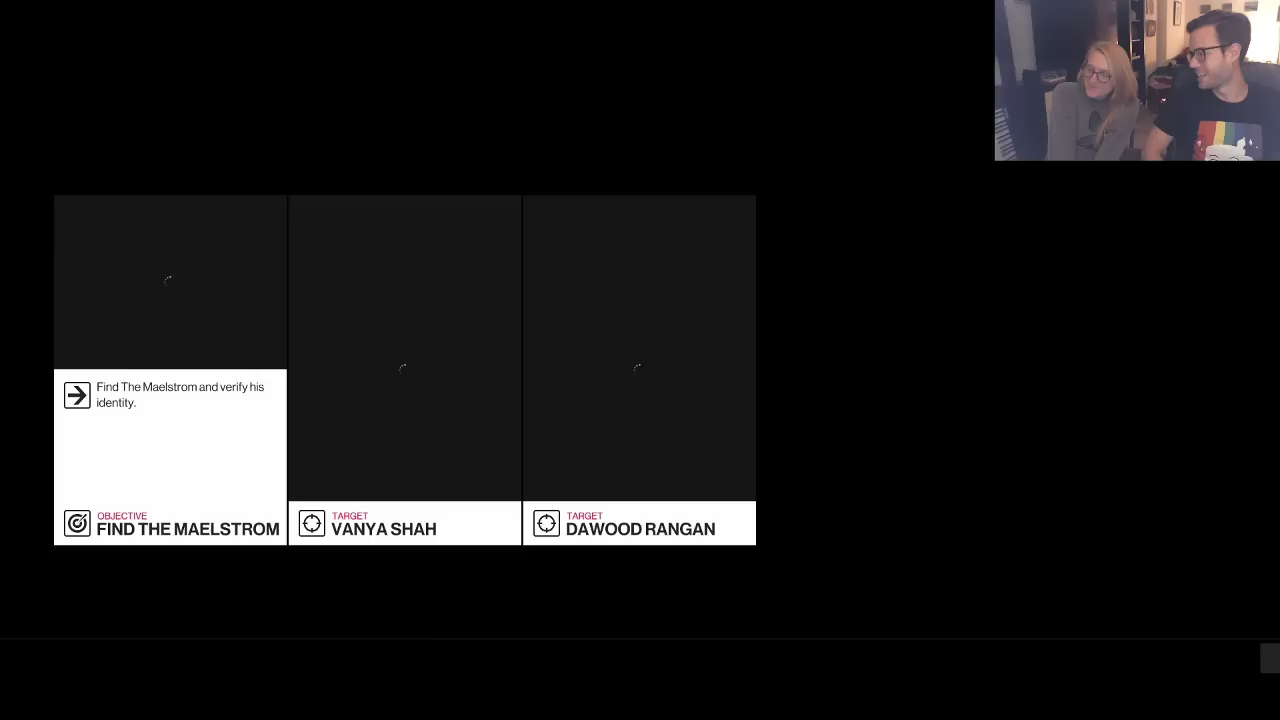 Find The Maelstrom and verify his
identity.
OBJECTIVE
FIND THE MAELSTROM
TARGET
VANYA SHAH
TARGET
DAWOOD RANGAN